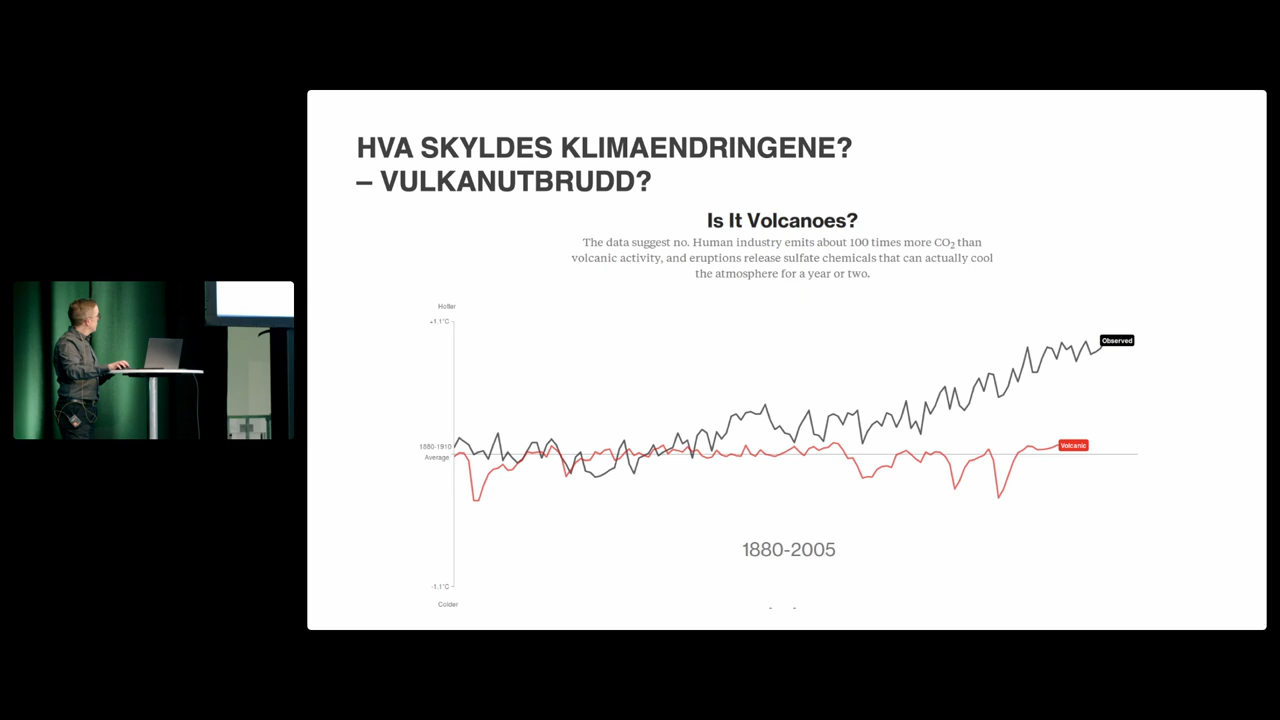 HVA SKYLDES KLIMAENDRINGENE?
– VULKANUTBRUDD?
Is It Volcanoes?
The data suggest no. Human industry emits about 100 times more CO₂ than
volcanic activity, and eruptions release sulfate chemicals that can actually cool
the atmosphere for a year or two.
Hotter
+1.1°C
Observed
1880-1910
Average
Volcanic
1880-2005
-1.1°C
Colder